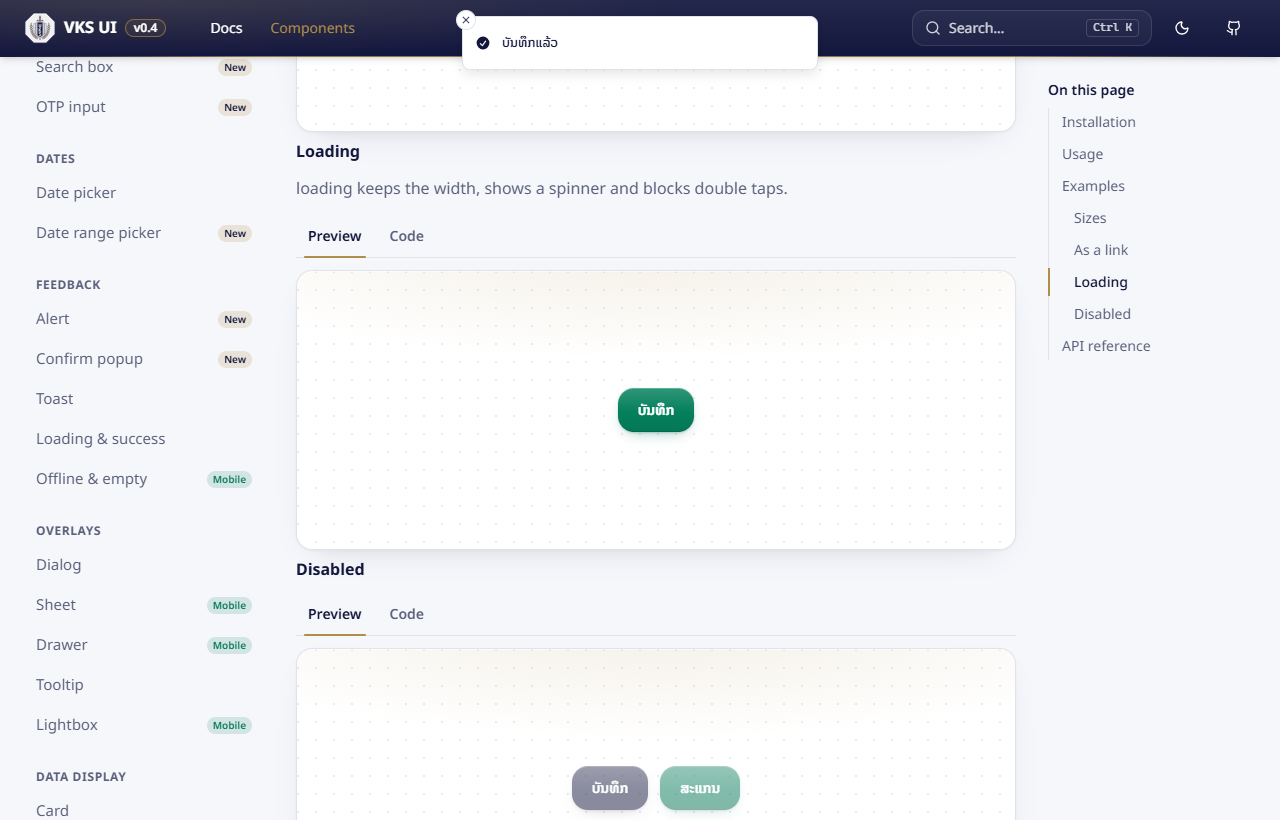 VKS UI v0.4 Docs Components Search... Ctrl K
ບັນທຶກແລ້ວ
Search box New
OTP input New
DATES
Date picker
Date range picker New
FEEDBACK
Alert New
Confirm popup New
Toast
Loading & success
Offline & empty Mobile
OVERLAYS
Dialog
Sheet Mobile
Drawer Mobile
Tooltip
Lightbox Mobile
DATA DISPLAY
Card
Loading
loading keeps the width, shows a spinner and blocks double taps.
Preview Code
ບັນທຶກ
Disabled
Preview Code
ບັນທຶກ ສະແກນ
On this page
Installation
Usage
Examples
Sizes
As a link
Loading
Disabled
API reference